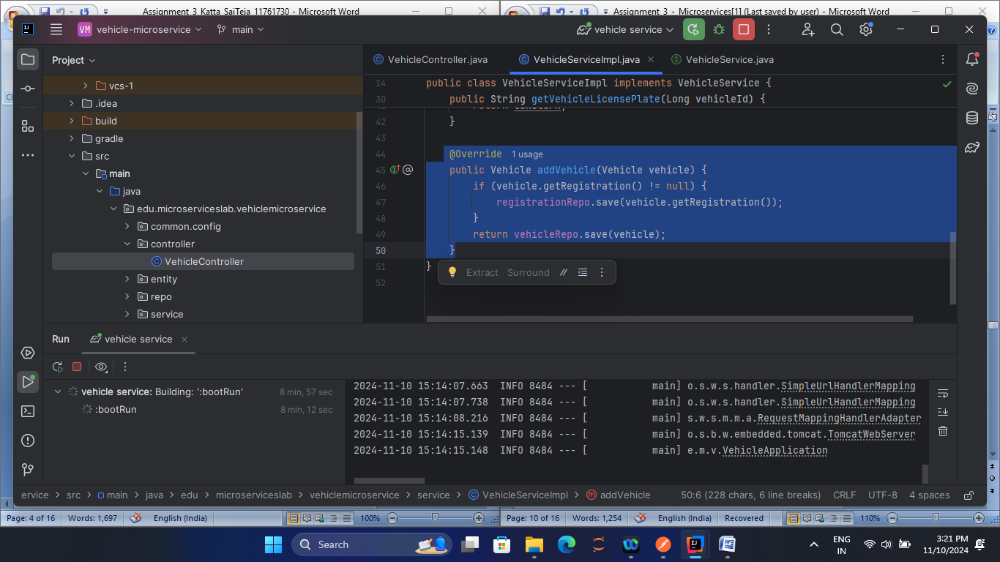 Assignment_3_Katta_SaiTeja_11761730 - Microsoft Word
Assignment_3 - Microservices[1] (Last saved by user) - Microsoft Word
VM vehicle-microservice
main
vehicle service
Project
VehicleController.java
VehicleServiceImpl.java
VehicleService.java
vcs-1
.idea
build
gradle
src
main
java
edu.microserviceslab.vehiclemicroservice
common.config
controller
VehicleController
entity
repo
service
14 public class VehicleServiceImpl implements VehicleService {
30 public String getVehicleLicensePlate(Long vehicleId) {
42 }
43
44 @Override 1 usage
45 public Vehicle addVehicle(Vehicle vehicle) {
46 if (vehicle.getRegistration() != null) {
47 registrationRepo.save(vehicle.getRegistration());
48 }
49 return vehicleRepo.save(vehicle);
50 }
51 }
52
Extract Surround
Run
vehicle service
vehicle service: Building: ':bootRun' 8 min, 57 sec
:bootRun 8 min, 12 sec
2024-11-10 15:14:07.663 INFO 8484 --- [ main] o.s.w.s.handler.SimpleUrlHandlerMapping
2024-11-10 15:14:07.738 INFO 8484 --- [ main] o.s.w.s.handler.SimpleUrlHandlerMapping
2024-11-10 15:14:08.216 INFO 8484 --- [ main] s.w.s.m.m.a.RequestMappingHandlerAdapter
2024-11-10 15:14:15.139 INFO 8484 --- [ main] o.s.b.w.embedded.tomcat.TomcatWebServer
2024-11-10 15:14:15.148 INFO 8484 --- [ main] e.m.v.VehicleApplication
ervice > src > main > java > edu > microserviceslab > vehiclemicroservice > service > VehicleServiceImpl > addVehicle 50:6 (228 chars, 6 line breaks) CRLF UTF-8 4 spaces
Page: 4 of 16 Words: 1,697 English (India) 100%
Page: 10 of 16 Words: 1,254 English (India) Recovered 110%
Search
ENG
IN
3:21 PM
11/10/2024